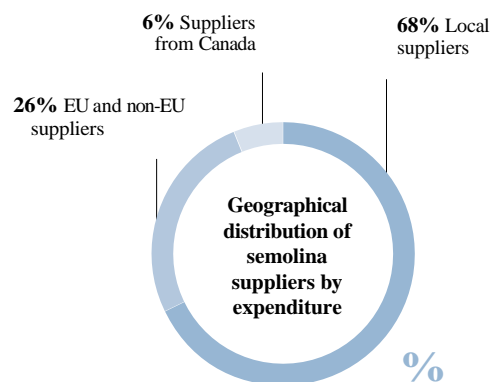 6% Suppliers
from Canada
68% Local
suppliers
26% EU and non-EU
suppliers
Geographical
distribution of
semolina
suppliers by
expenditure
%